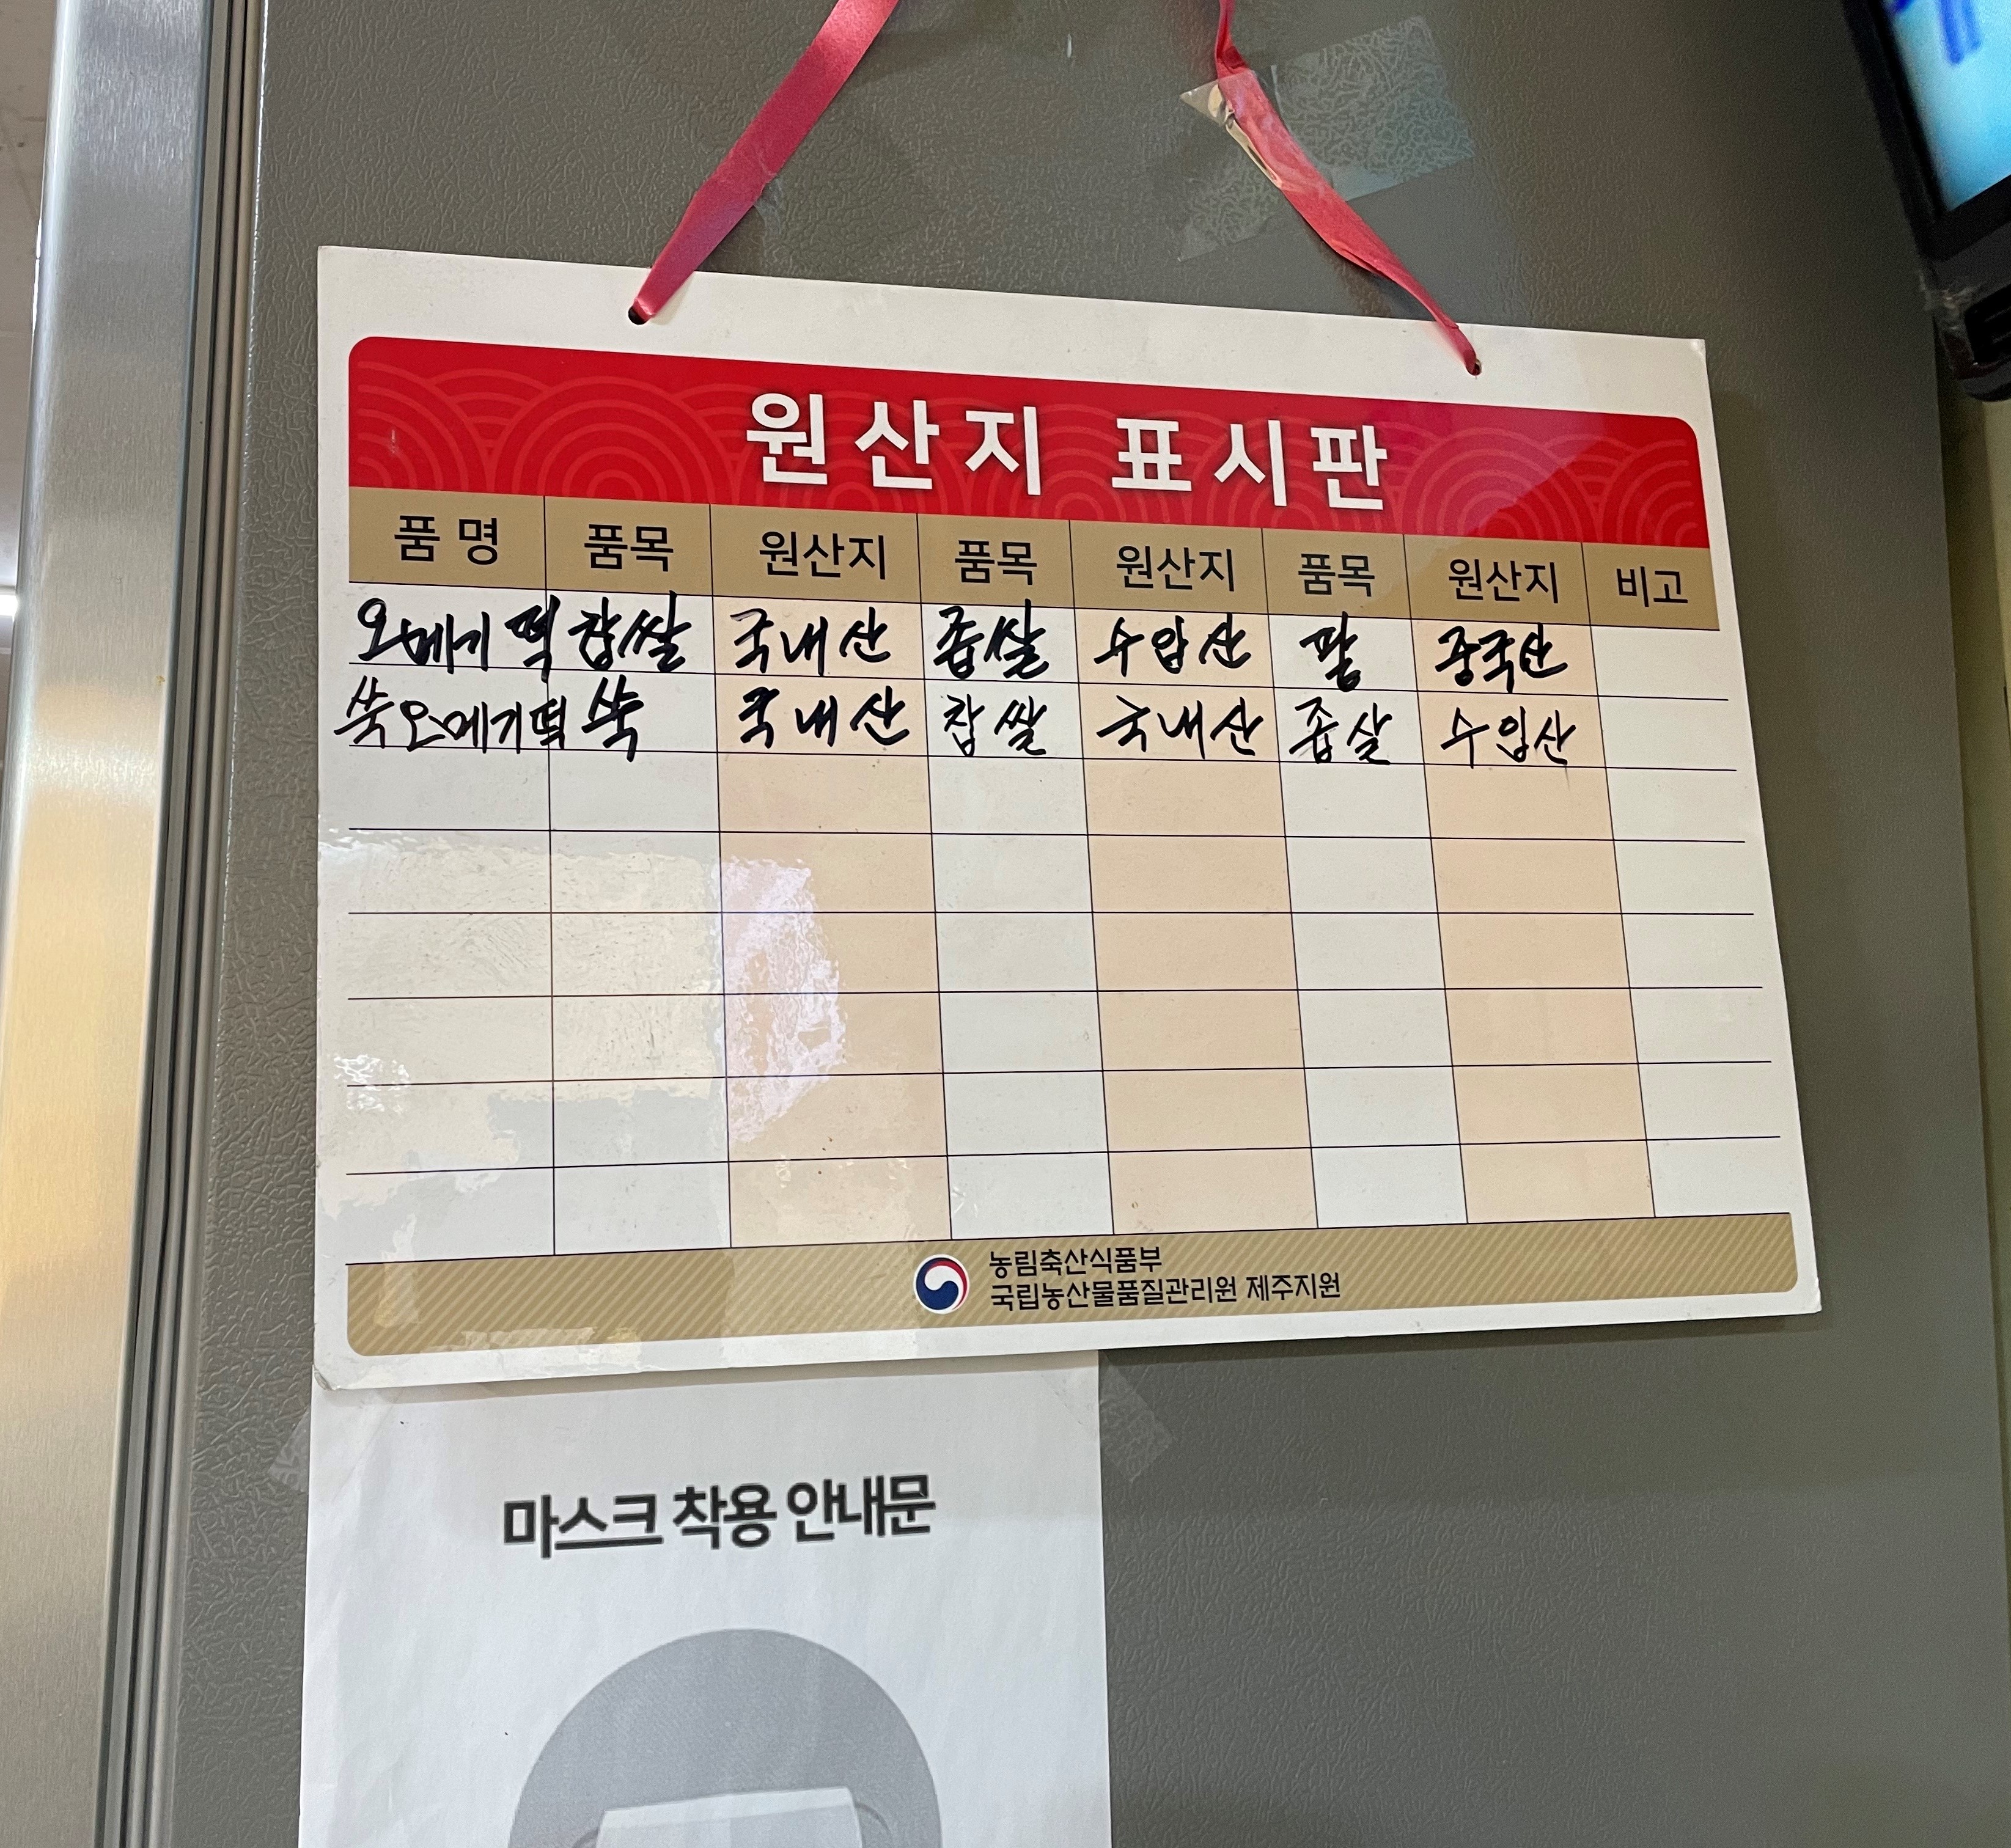 원산지 표시판
품명 품목 원산지 품목 원산지 품목 원산지 비고
오메기떡 찹쌀 국내산 좁쌀 수입산 팥 중국산
쑥오메기떡 쑥 국내산 찹쌀 국내산 좁살 수입산
농림축산식품부
국립농산물품질관리원 제주지원
마스크 착용 안내문